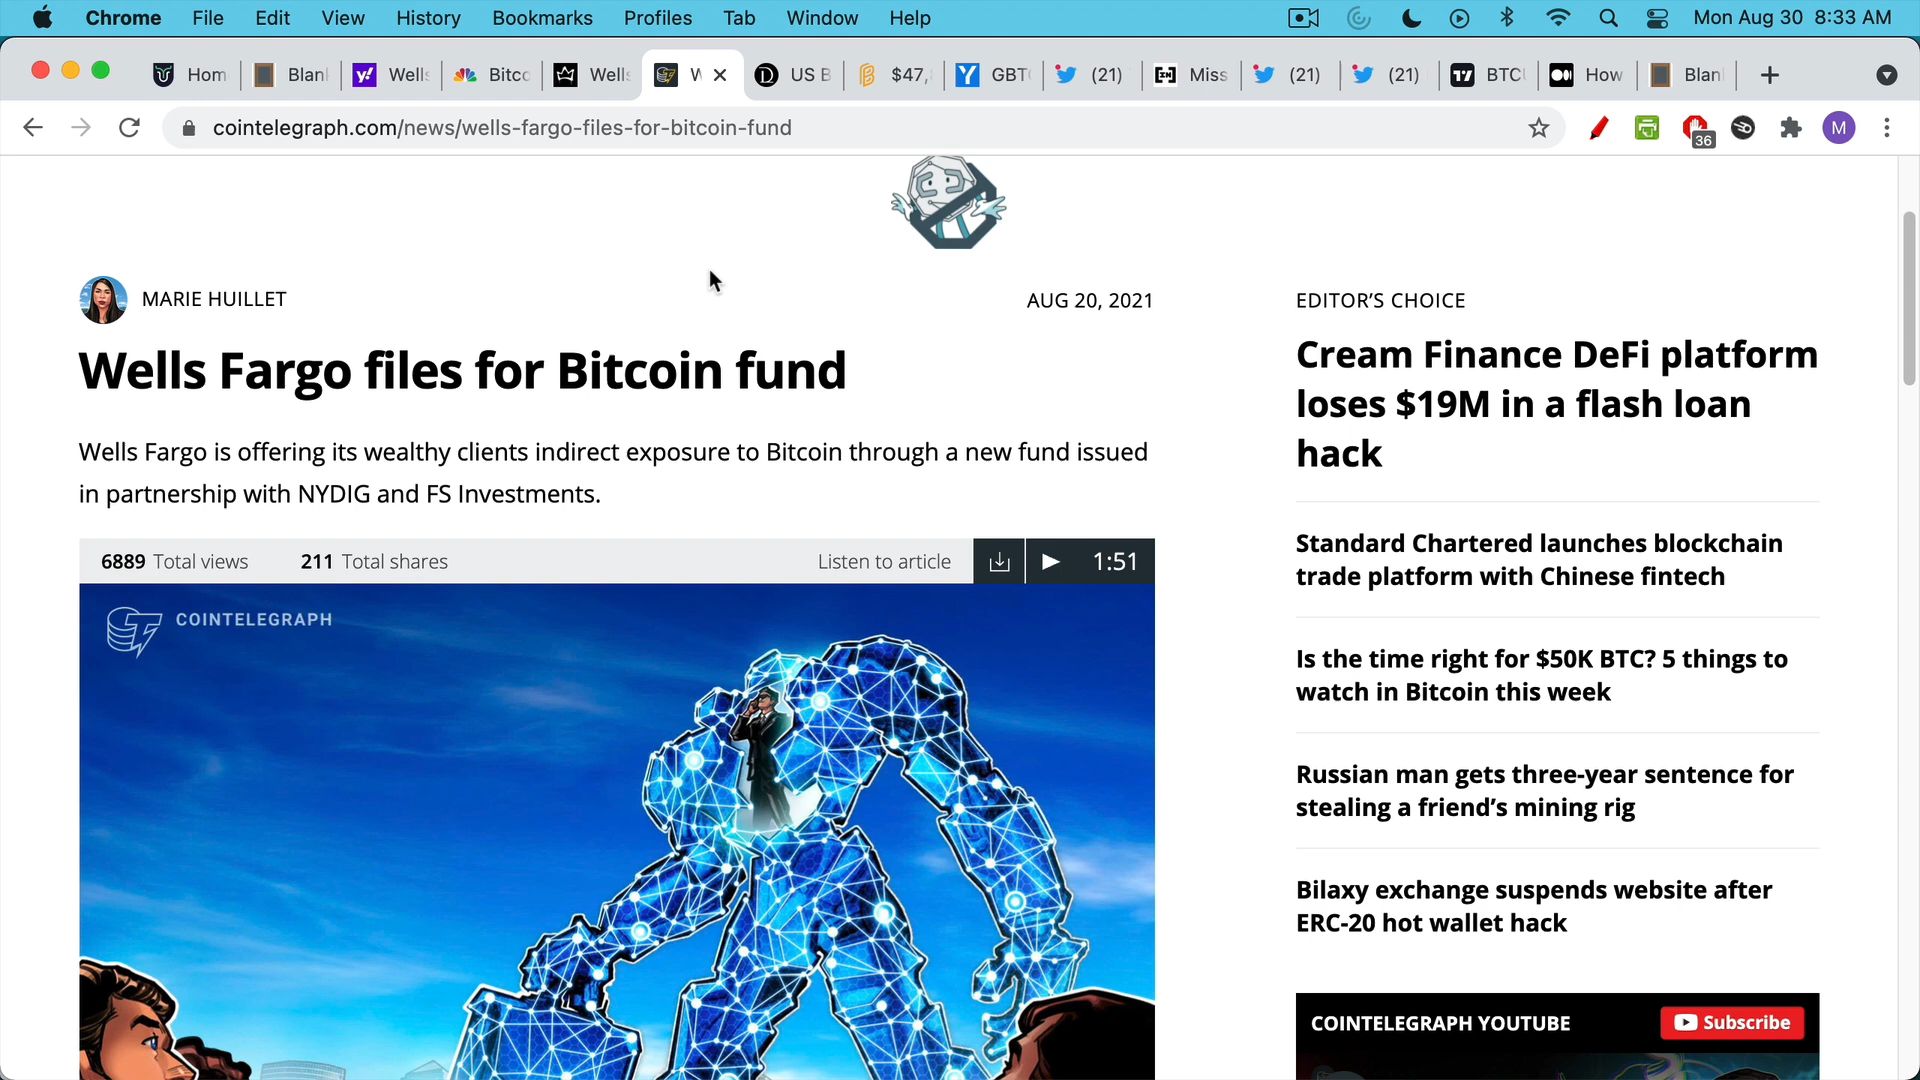 Chrome File Edit View History Bookmarks Profiles Tab Window Help Mon Aug 30 8:33 AM
Hom Blan Wells Bitco Wells W US B $47, GBT (21) Miss (21) (21) BTC How Blan
cointelegraph.com/news/wells-fargo-files-for-bitcoin-fund 36 M
MARIE HUILLET AUG 20, 2021
Wells Fargo files for Bitcoin fund
Wells Fargo is offering its wealthy clients indirect exposure to Bitcoin through a new fund issued
in partnership with NYDIG and FS Investments.
6889 Total views 211 Total shares Listen to article 1:51
COINTELEGRAPH
EDITOR’S CHOICE
Cream Finance DeFi platform
loses $19M in a flash loan
hack
Standard Chartered launches blockchain
trade platform with Chinese fintech
Is the time right for $50K BTC? 5 things to
watch in Bitcoin this week
Russian man gets three-year sentence for
stealing a friend’s mining rig
Bilaxy exchange suspends website after
ERC-20 hot wallet hack
COINTELEGRAPH YOUTUBE Subscribe